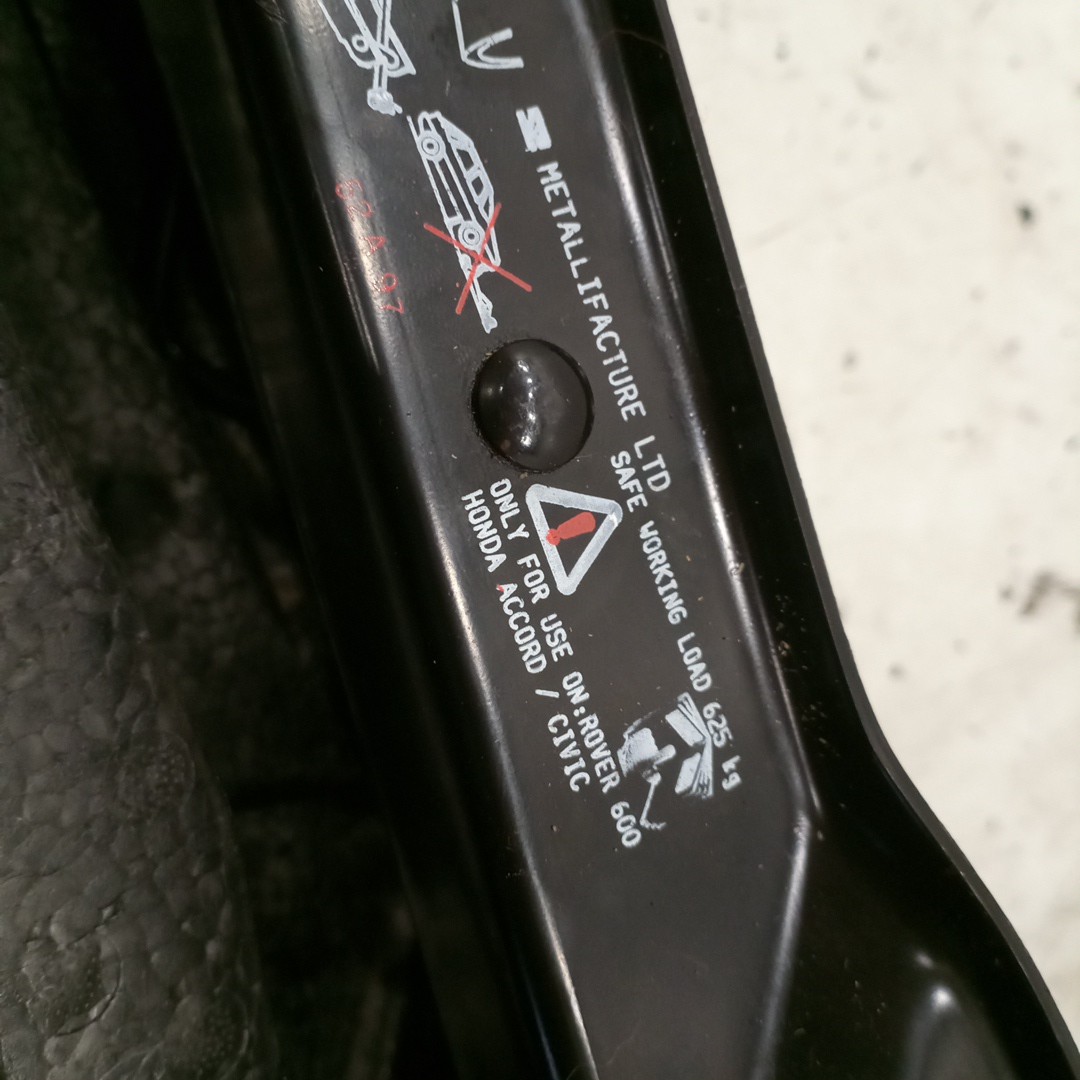 METALLIFACTURE LTD
SAFE WORKING LOAD 625 kg
ONLY FOR USE ON:ROVER 600
HONDA ACCORD / CIVIC